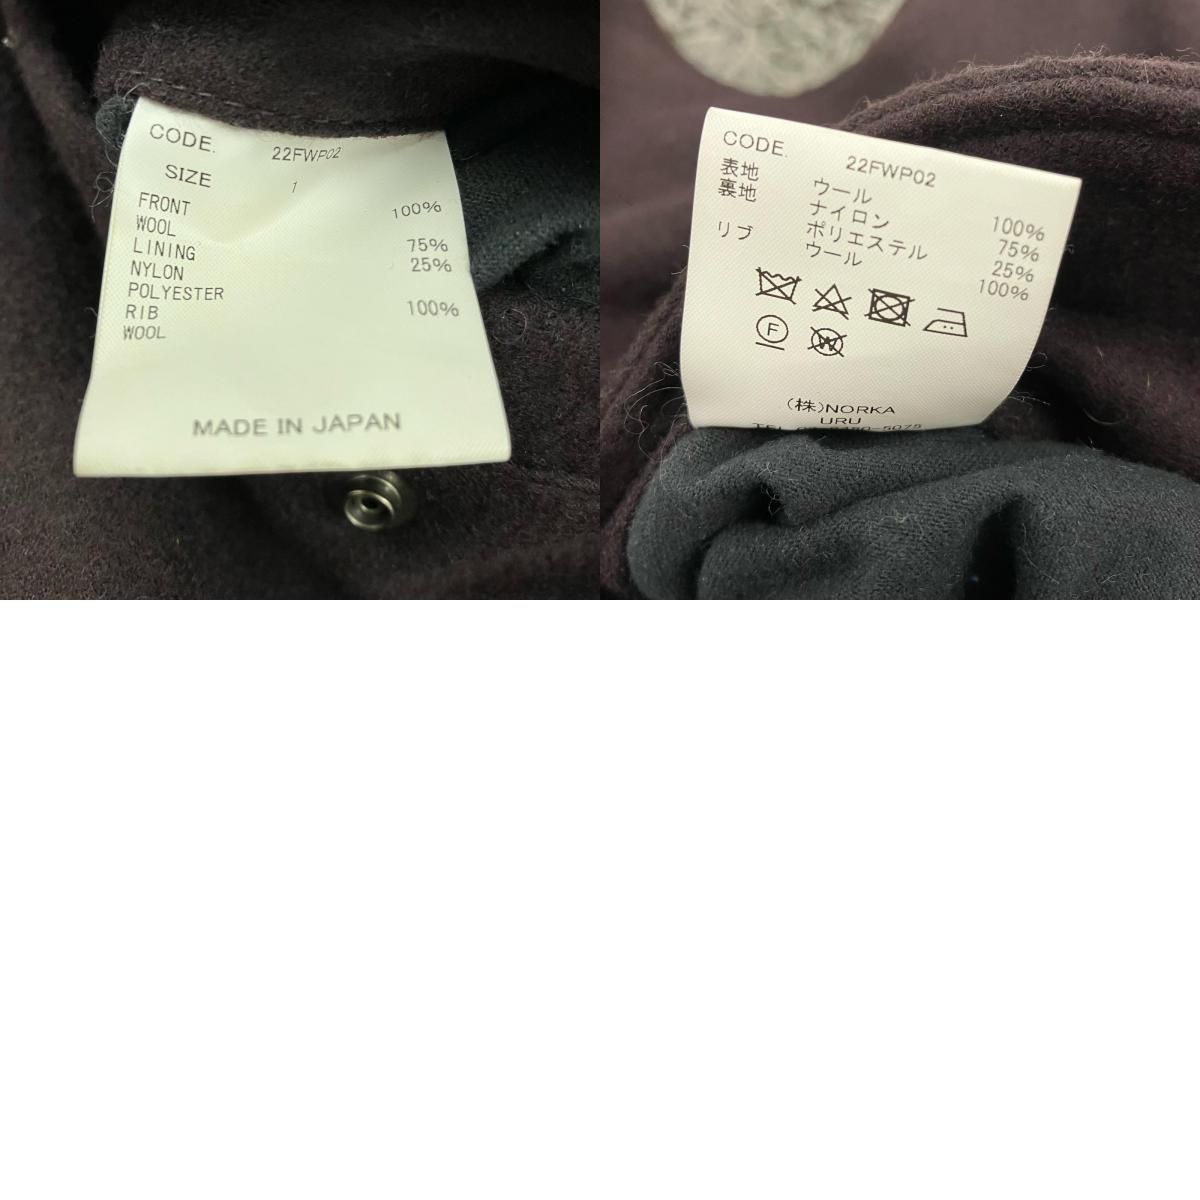 CODE. 22FWP02
SIZE 1
FRONT
WOOL 100%
LINING
NYLON 75%
POLYESTER 25%
RIB
WOOL 100%
MADE IN JAPAN
CODE. 22FWP02
表地 ウール 100%
裏地 ナイロン 75%
ポリエステル 25%
リブ ウール 100%
F
W
(株)NORKA
URU
TEL 5075